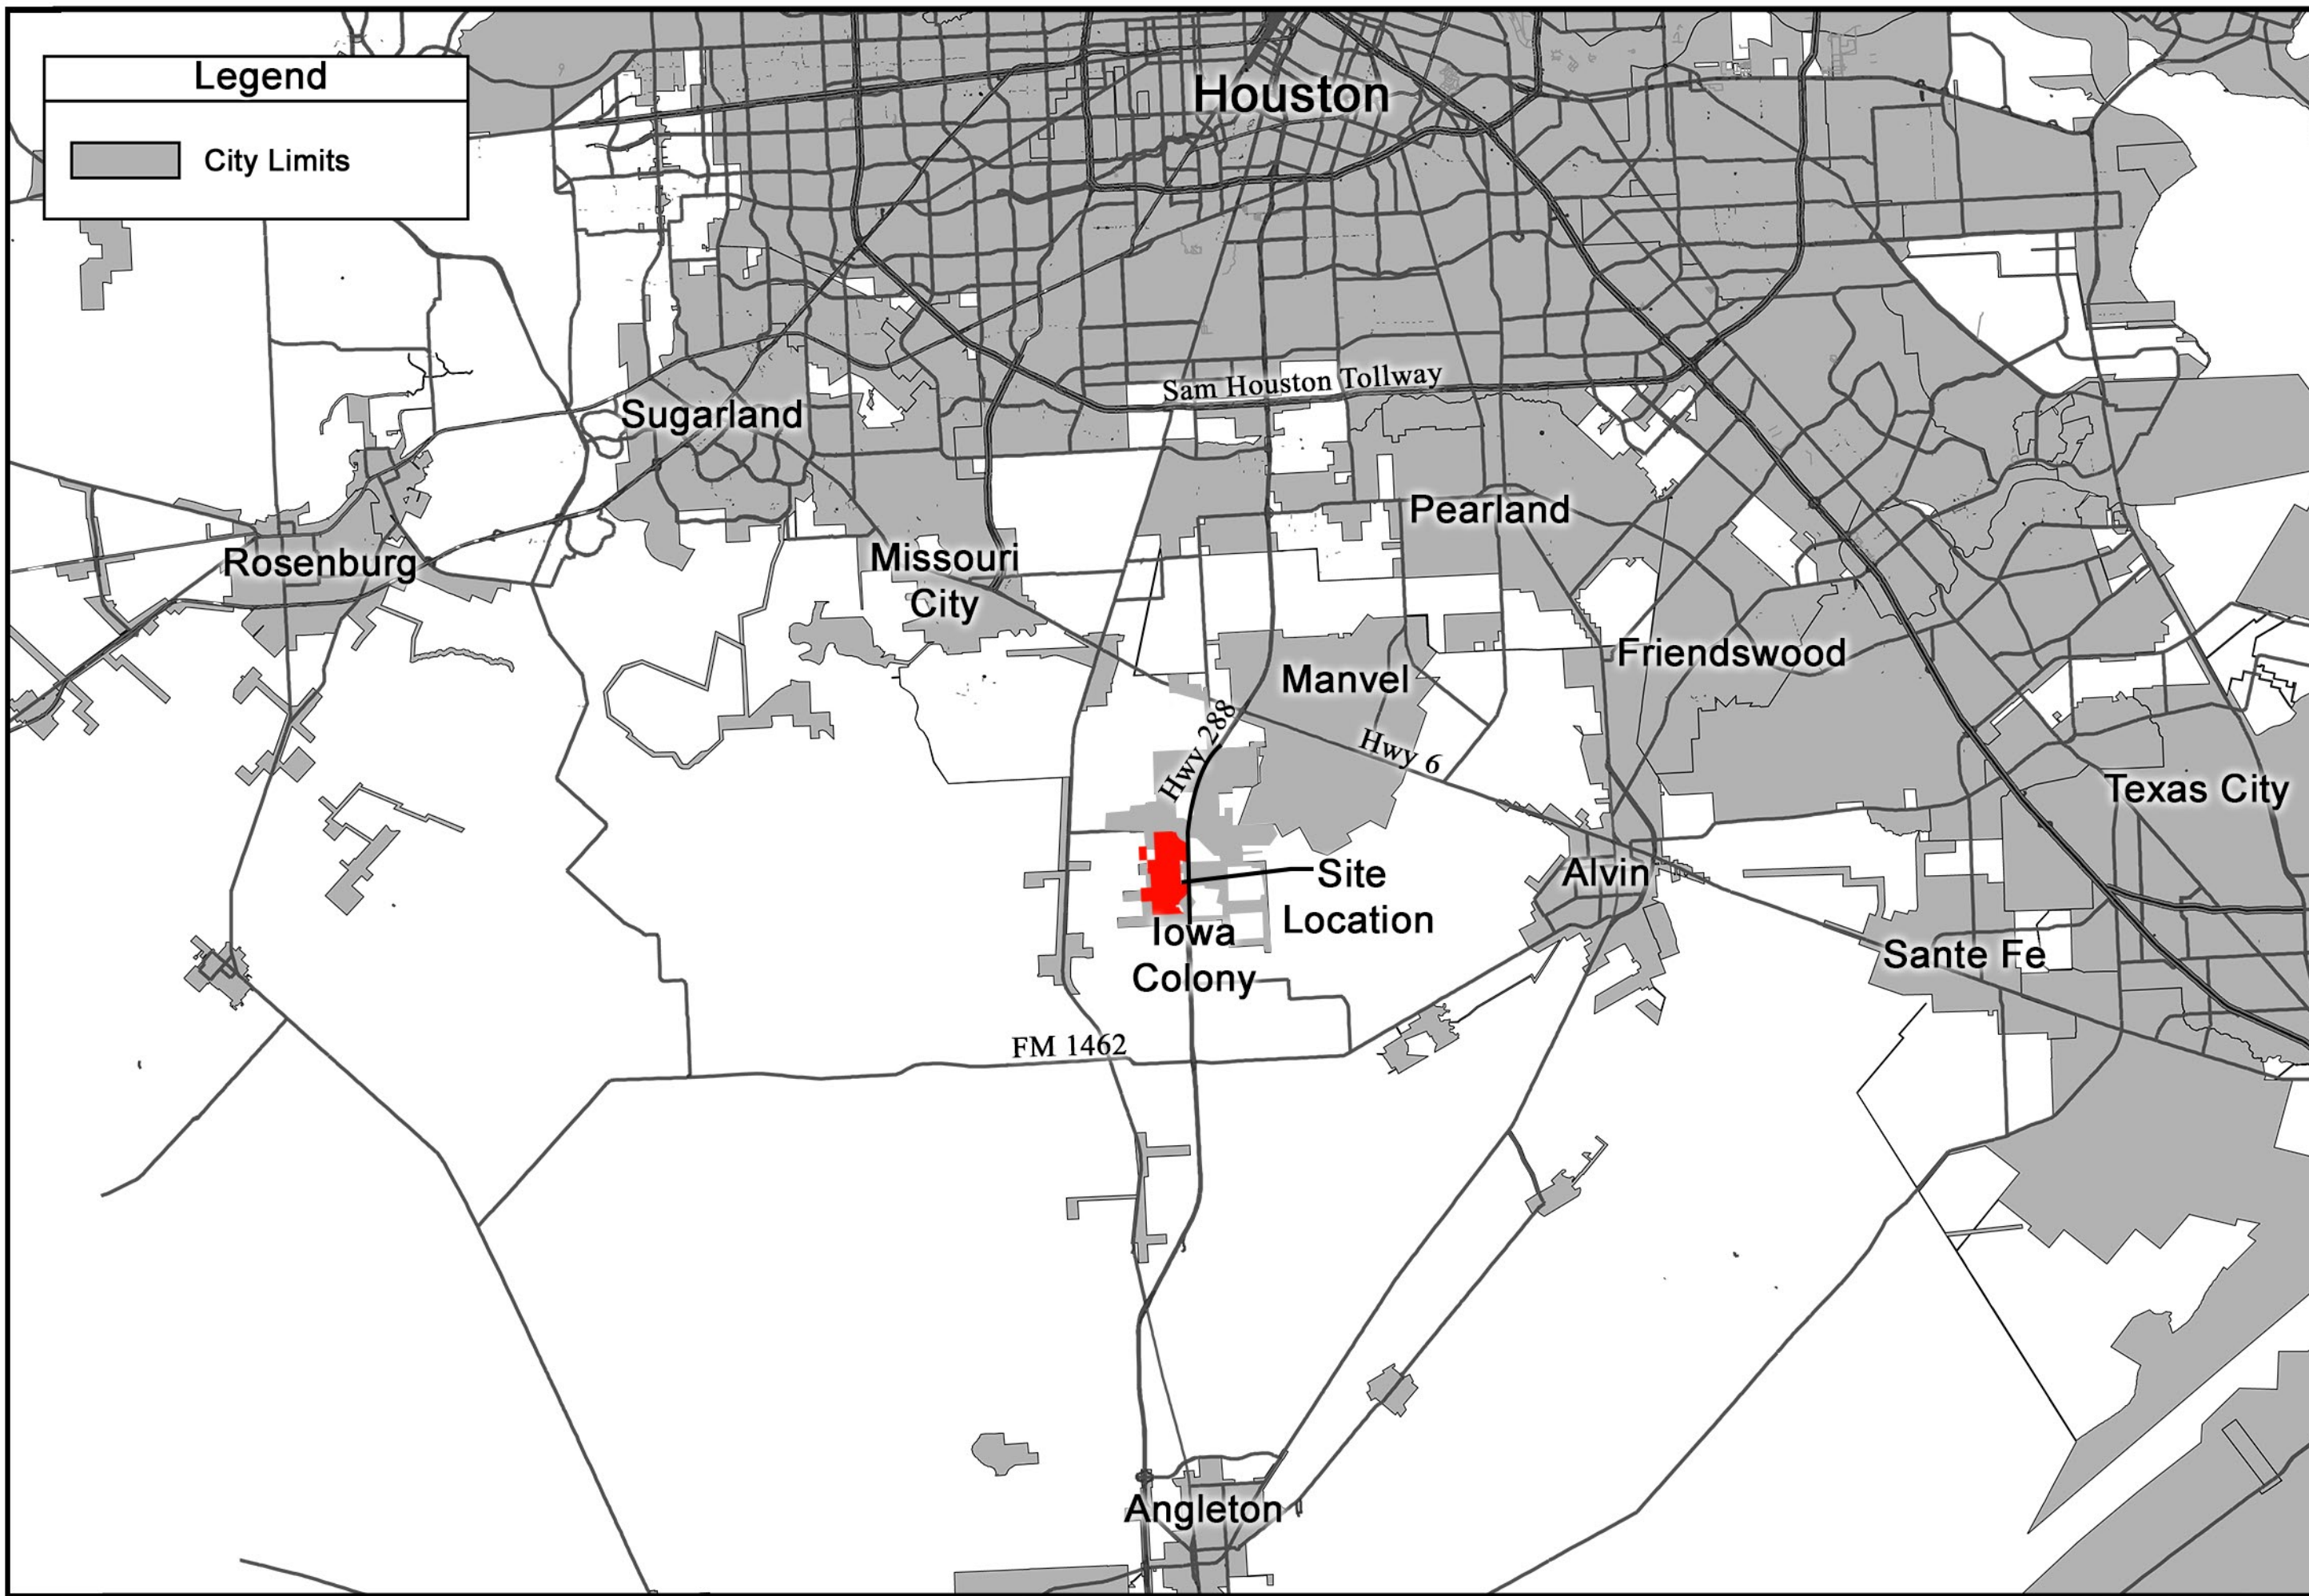 Legend
City Limits
Houston
Sam Houston Tollway
Sugarland
Pearland
Rosenburg
Missouri
City
Friendswood
Manvel
Hwy 288
Hwy 6
Texas City
Site
Location
Alvin
Iowa
Colony
Sante Fe
FM 1462
Angleton